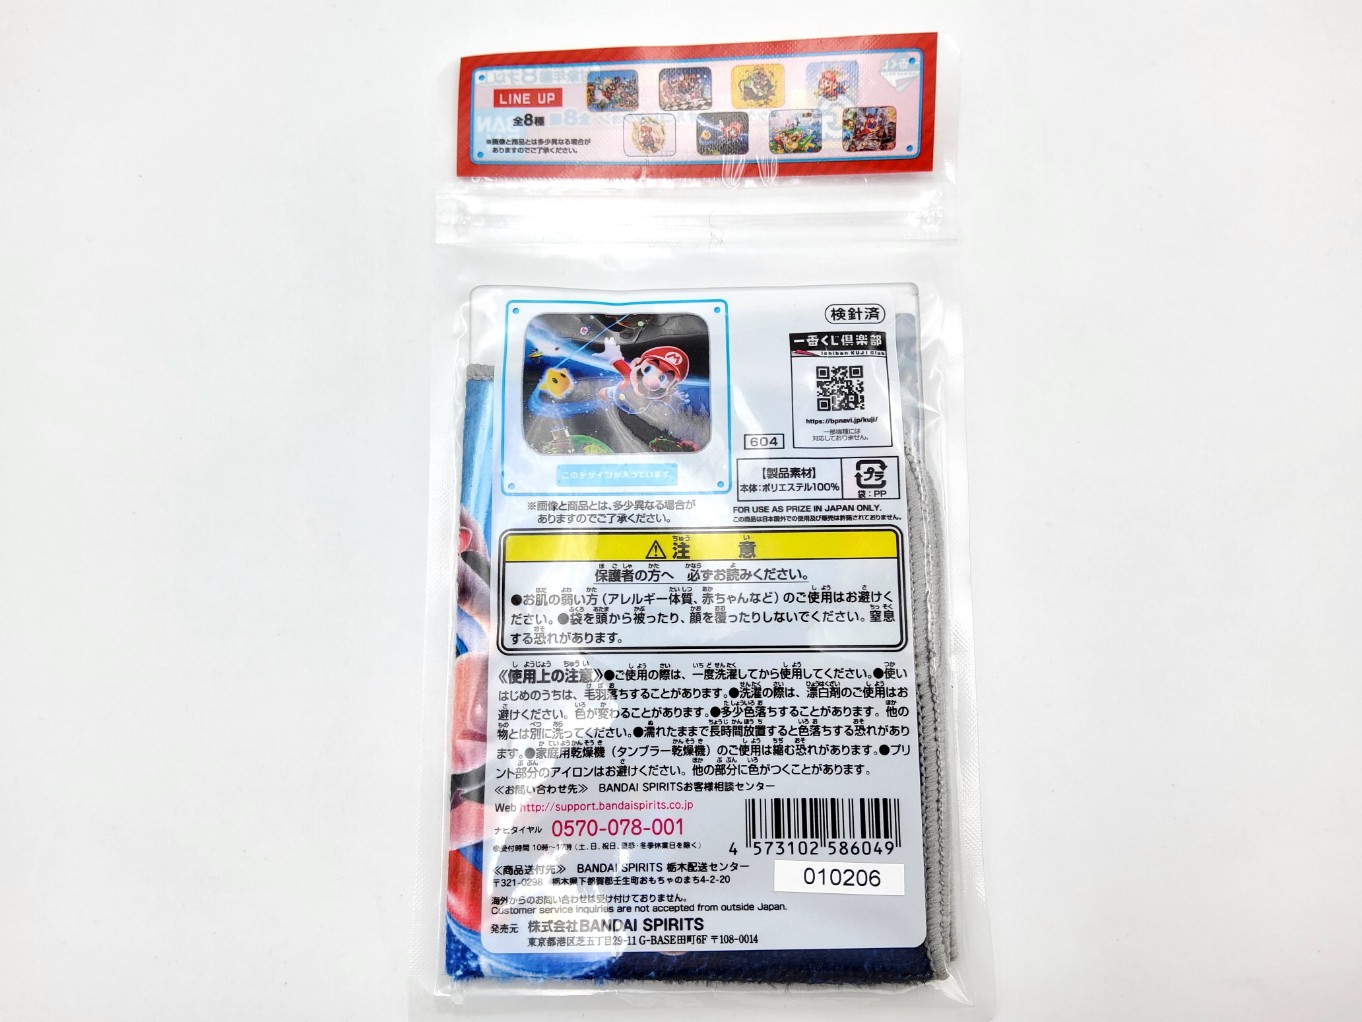 LINE UP
全8種
※画像と商品とは多少異なる場合が
ありますのでご了承ください。
検針済
一番くじ倶楽部
Ichiban KUJI Club
https://bpnavi.jp/kuji/
一部機種には
対応しておりません。
604
このデザインが入っています。
【製品素材】
本体：ポリエステル100%
プラ
袋：PP
※画像と商品とは、多少異なる場合が
ありますのでご了承ください。
FOR USE AS PRIZE IN JAPAN ONLY.
この商品は日本国外での使用及び販売は許諾されておりません。
注意
保護者の方へ 必ずお読みください。
●お肌の弱い方（アレルギー体質、赤ちゃんなど）のご使用はお避けく
ださい。●袋を頭から被ったり、顔を覆ったりしないでください。窒息
する恐れがあります。
《使用上の注意》●ご使用の際は、一度洗濯してから使用してください。●使い
はじめのうちは、毛羽落ちすることがあります。●洗濯の際は、漂白剤のご使用はお
避けください。色が変わることがあります。●多少色落ちすることがあります。他の
物とは別に洗ってください。●濡れたままで長時間放置すると色落ちする恐れがあり
ます。●家庭用乾燥機（タンブラー乾燥機）のご使用は縮む恐れがあります。●プリ
ント部分のアイロンはお避けください。他の部分に色がつくことがあります。
≪お問い合わせ先≫ BANDAI SPIRITSお客様相談センター
Web http://support.bandaispirits.co.jp
ナビダイヤル 0570-078-001
4 573102 586049
010206
≪商品送付先≫ BANDAI SPIRITS 栃木配送センター
〒321-0298 栃木県下都賀郡壬生町おもちゃのまち4-2-20
海外からのお問い合わせは受け付けておりません。
Customer service inquiries are not accepted from outside Japan.
発売元 株式会社BANDAI SPIRITS
東京都港区芝五丁目29-11 G-BASE田町6F 〒108-0014